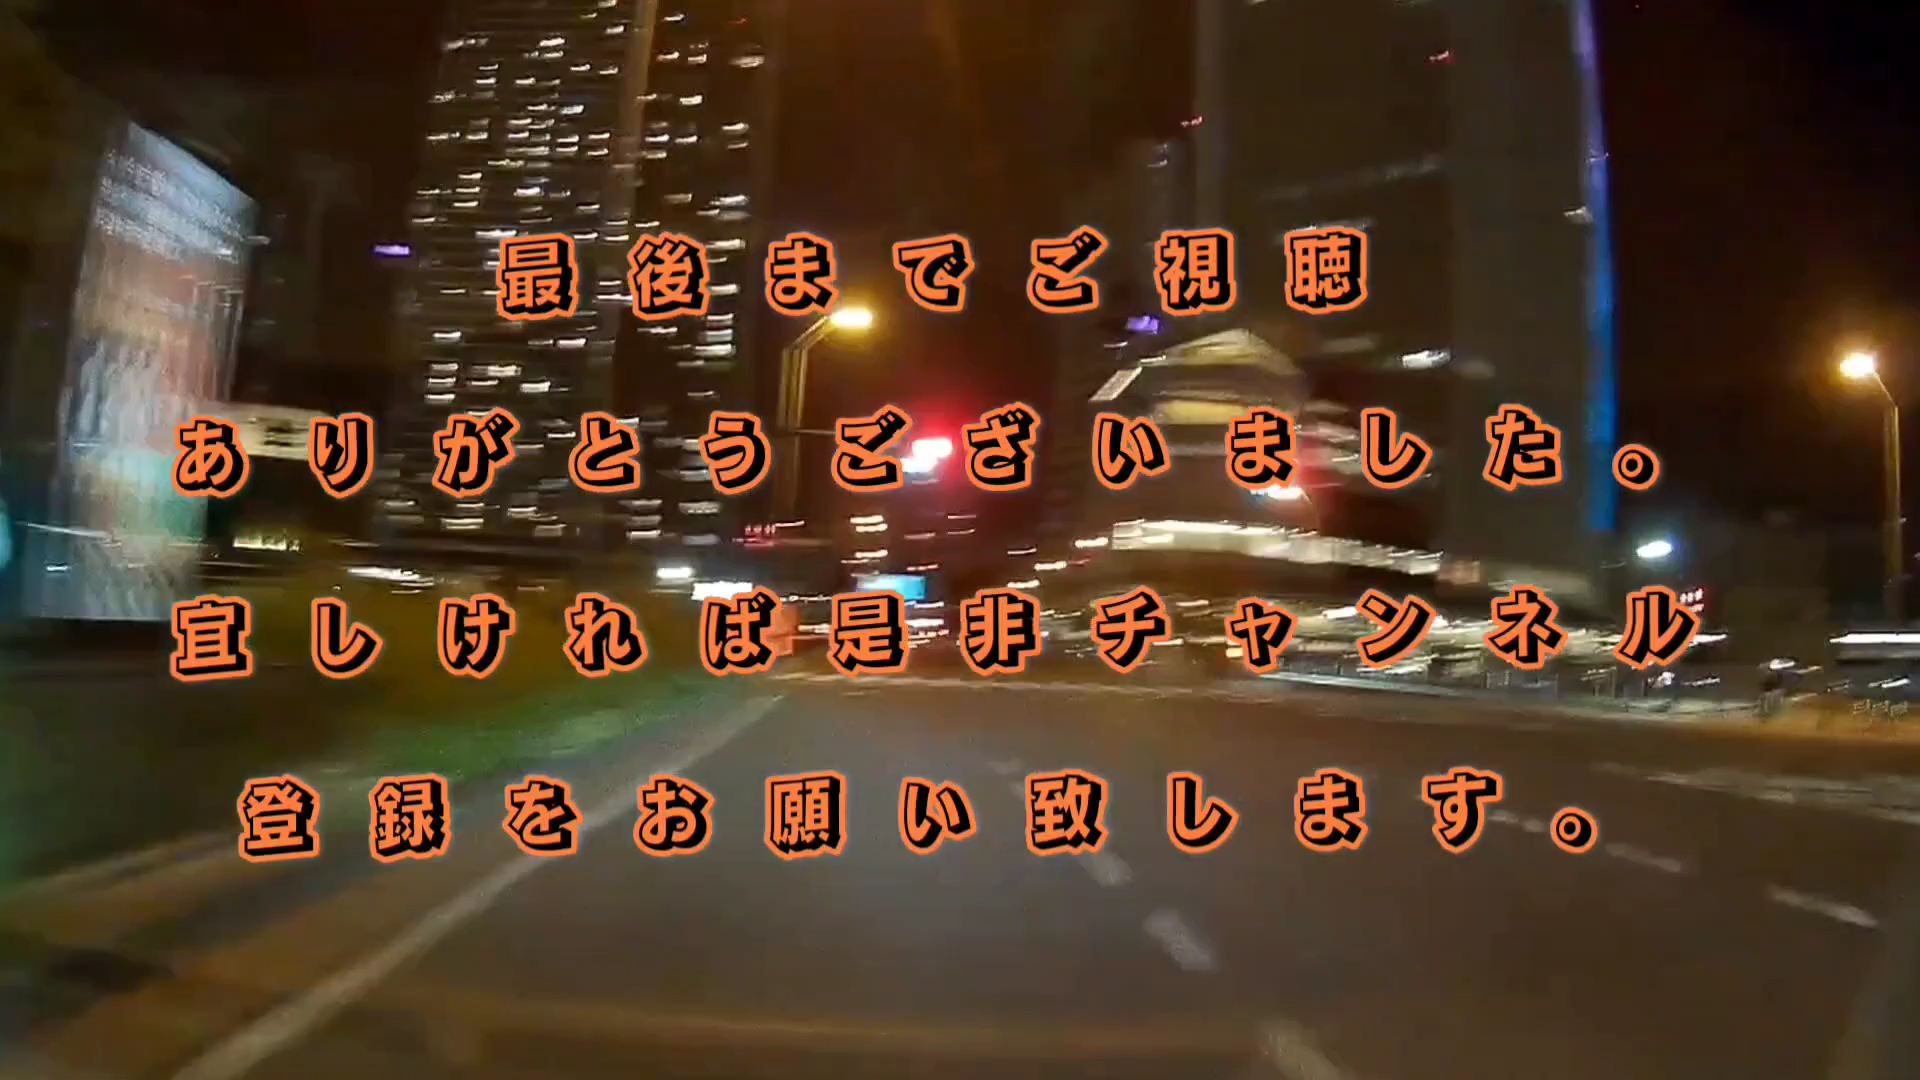 最後までご視聴
ありがとうございました。
宜しければ是非チャンネル
登録をお願い致します。